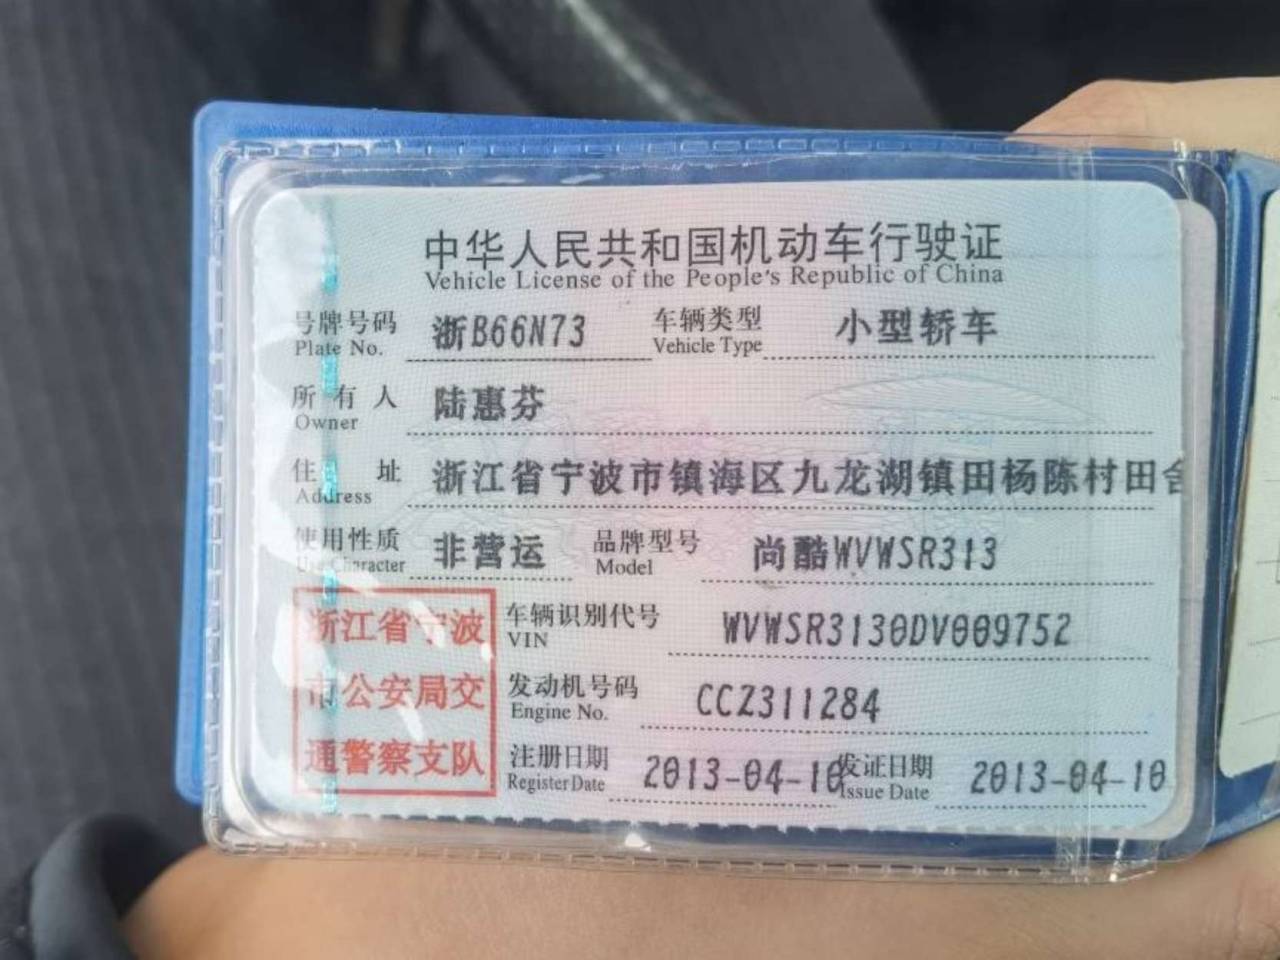 中华人民共和国机动车行驶证
Vehicle License of the People's Republic of China
号牌号码 浙B66N73 车辆类型 小型轿车
Plate No. Vehicle Type
所有人 陆惠芬
Owner
住址 浙江省宁波市镇海区九龙湖镇田杨陈村田舍
Address
使用性质 非营运 品牌型号 尚酷WVWSR313
Use Character Model
浙江省宁波 车辆识别代号 WVWSR3130DV009752
VIN
市公安局交 发动机号码 CCZ311284
Engine No.
通警察支队 注册日期 2013-04-10 发证日期 2013-04-10
Register Date Issue Date